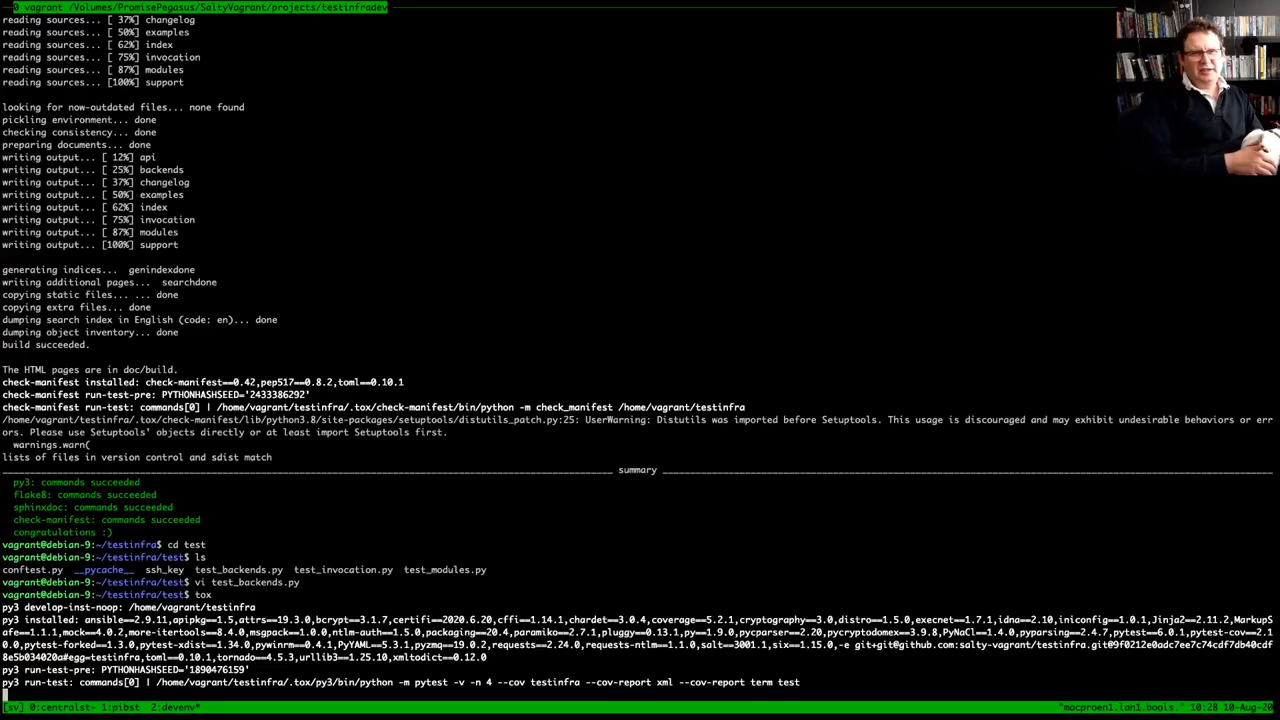 0 vagrant /Volumes/PromisePegasus/SaltyVagrant/projects/testinfradev
reading sources... [ 37%] changelog
reading sources... [ 50%] examples
reading sources... [ 62%] index
reading sources... [ 75%] invocation
reading sources... [ 87%] modules
reading sources... [100%] support
looking for now-outdated files... none found
pickling environment... done
checking consistency... done
preparing documents... done
writing output... [ 12%] api
writing output... [ 25%] backends
writing output... [ 37%] changelog
writing output... [ 50%] examples
writing output... [ 62%] index
writing output... [ 75%] invocation
writing output... [ 87%] modules
writing output... [100%] support
generating indices...  genindexdone
writing additional pages...  searchdone
copying static files... ... done
copying extra files... done
dumping search index in English (code: en)... done
dumping object inventory... done
build succeeded.
The HTML pages are in doc/build.
check-manifest installed: check-manifest==0.42,pep517==0.8.2,toml==0.10.1
check-manifest run-test-pre: PYTHONHASHSEED='2433386292'
check-manifest run-test: commands[0] | /home/vagrant/testinfra/.tox/check-manifest/bin/python -m check_manifest /home/vagrant/testinfra
/home/vagrant/testinfra/.tox/check-manifest/lib/python3.8/site-packages/setuptools/distutils_patch.py:25: UserWarning: Distutils was imported before Setuptools. This usage is discouraged and may exhibit undesirable behaviors or err
ors. Please use Setuptools' objects directly or at least import Setuptools first.
warnings.warn(
lists of files in version control and sdist match
summary
py3: commands succeeded
flake8: commands succeeded
sphinxdoc: commands succeeded
check-manifest: commands succeeded
congratulations :)
vagrant@debian-9:~/testinfra$ cd test
vagrant@debian-9:~/testinfra/test$ ls
conftest.py  __pycache__  ssh_key  test_backends.py  test_invocation.py  test_modules.py
vagrant@debian-9:~/testinfra/test$ vi test_backends.py
vagrant@debian-9:~/testinfra/test$ tox
py3 develop-inst-noop: /home/vagrant/testinfra
py3 installed: ansible==2.9.11,apipkg==1.5,attrs==19.3.0,bcrypt==3.1.7,certifi==2020.6.20,cffi==1.14.1,chardet==3.0.4,coverage==5.2.1,cryptography==3.0,distro==1.5.0,execnet==1.7.1,idna==2.10,iniconfig==1.0.1,Jinja2==2.11.2,MarkupS
afe==1.1.1,mock==4.0.2,more-itertools==8.4.0,msgpack==1.0.0,ntlm-auth==1.5.0,packaging==20.4,paramiko==2.7.1,pluggy==0.13.1,py==1.9.0,pycparser==2.20,pycryptodomex==3.9.8,PyNaCl==1.4.0,pyparsing==2.4.7,pytest==6.0.1,pytest-cov==2.1
0.0,pytest-forked==1.3.0,pytest-xdist==1.34.0,pywinrm==0.4.1,PyYAML==5.3.1,pyzmq==19.0.2,requests==2.24.0,requests-ntlm==1.1.0,salt==3001.1,six==1.15.0,-e git+git@github.com:salty-vagrant/testinfra.git@9f0212e0adc7ee7c74cdf7db40cdf
8e5b034020a#egg=testinfra,toml==0.10.1,tornado==4.5.3,urllib3==1.25.10,xmltodict==0.12.0
py3 run-test-pre: PYTHONHASHSEED='1890476159'
py3 run-test: commands[0] | /home/vagrant/testinfra/.tox/py3/bin/python -m pytest -v -n 4 --cov testinfra --cov-report xml --cov-report term test
[sv] 0:centralst- 1:pibst  2:devenv* "macproen1.lan1.bools." 10:28 10-Aug-20